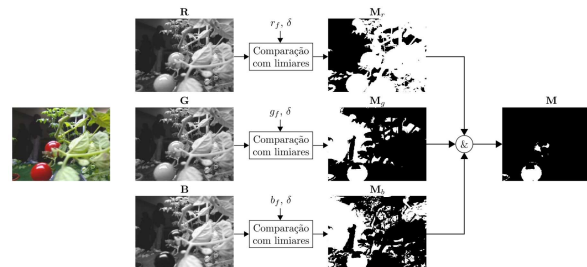 R
r_f, δ
Comparação
com limiares
M_r
G
g_f, δ
Comparação
com limiares
M_g
&
M
B
b_f, δ
Comparação
com limiares
M_b